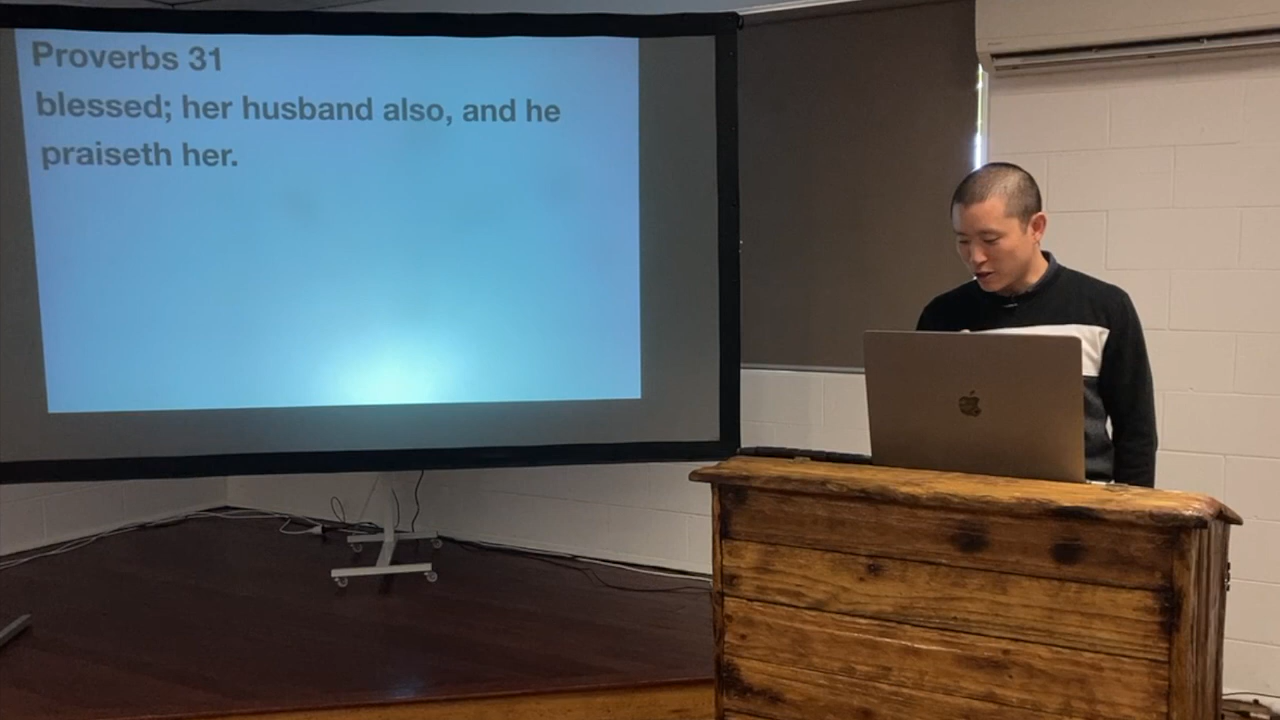 Proverbs 31
blessed; her husband also, and he
praiseth her.